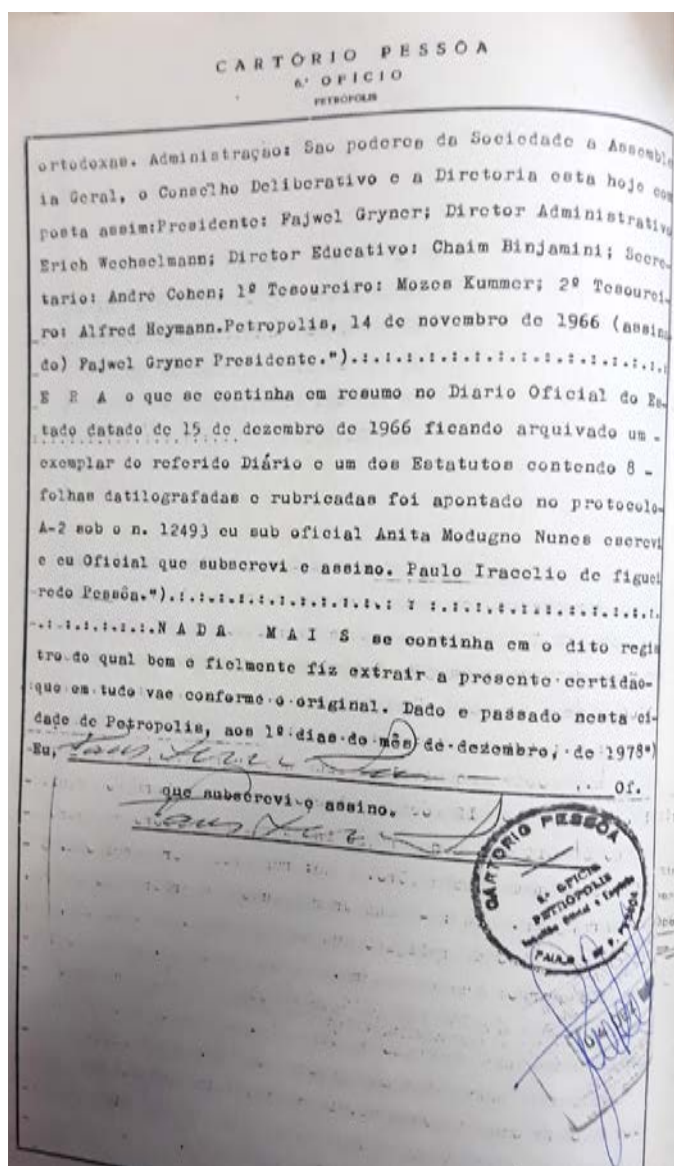 CARTÓRIO PESSÔA
6.º OFICIO
PETRÓPOLIS
ortodoxas. Administraçao: Sao poderes da Sociedade a Assemble
ia Geral, o Conselho Deliberativo e a Diretoria esta hoje com
posta assim:Presidente: Fajwel Gryner; Diretor Administrativo
Erich Wechselmann; Diretor Educativo: Chaim Binjamini; Secre-
tario: Andre Cohen; 1º Tesoureiro: Mozes Kummer; 2º Tesourei-
ro: Alfred Heymann.Petropolis, 14 de novembro de 1966 (assina
do) Fajwel Gryner Presidente.").:.:.:.:.:.:.:.:.:.:.:.:.:.:.
E R A o que se continha em resumo no Diario Oficial do Es-
tado datado de 15 de dezembro de 1966 ficando arquivado um -
exemplar do referido Diário e um dos Estatutos contendo 8 -
folhas datilografadas e rubricadas foi apontado no protocolo-
A-2 sob o n. 12493 eu sub oficial Anita Modugno Nunes escrevi
e eu Oficial que subscrevi e assino. Paulo Iracelio de figuei
redo Pessôa.").:.:.:.:.:.:.:.:.:.: : :.:.:.:.:.:.:.:.:.:.
-.:.:.:.:.:.:.N A D A M A I S se continha em o dito regis
tro do qual bem e fielmente fiz extrair a presente certidão-
que em tudo vae conforme o original. Dado e passado nesta ci-
dade de Petropolis, aos 1º dias do mês de dezembro, de 1978")
Eu, Of.
que subscrevi e assino.
CARTÓRIO PESSÔA
6.º OFICIO
PETRÓPOLIS